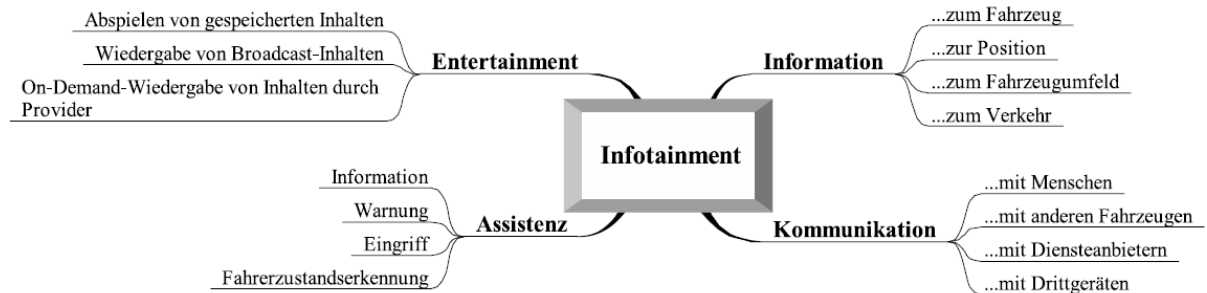 Abspielen von gespeicherten Inhalten
Wiedergabe von Broadcast-Inhalten
On-Demand-Wiedergabe von Inhalten durch
Provider
Entertainment
Information
...zum Fahrzeug
...zur Position
...zum Fahrzeugumfeld
...zum Verkehr
Infotainment
Information
Warnung
Eingriff
Fahrerzustandserkennung
Assistenz
Kommunikation
...mit Menschen
...mit anderen Fahrzeugen
...mit Diensteanbietern
...mit Drittgeräten